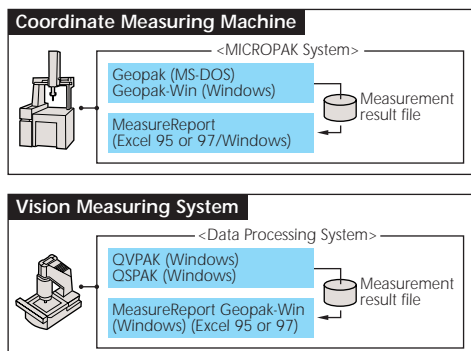 Coordinate Measuring Machine
<MICROPAK System>
Geopak (MS-DOS)
Geopak-Win (Windows)
Measurement
result file
MeasureReport
(Excel 95 or 97/Windows)
Vision Measuring System
<Data Processing System>
QVPAK (Windows)
QSPAK (Windows)
Measurement
result file
MeasureReport Geopak-Win
(Windows) (Excel 95 or 97)